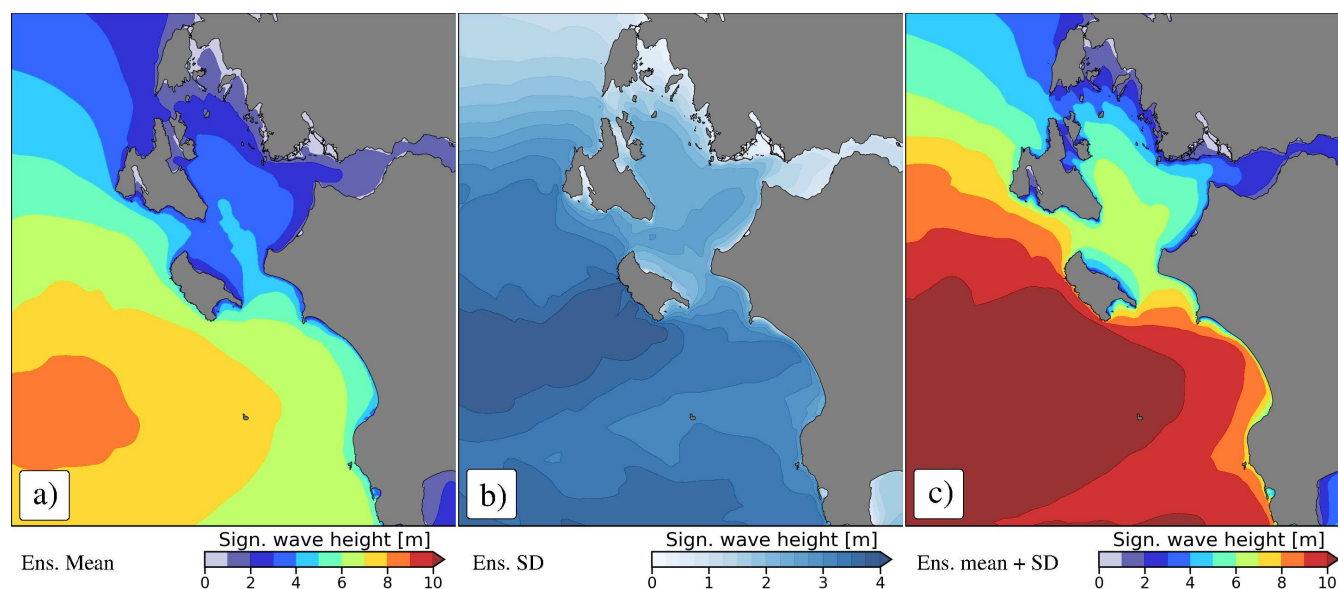 a)
b)
c)
Ens. Mean
Sign. wave height [m]
0 2 4 6 8 10
Ens. SD
Sign. wave height [m]
0 1 2 3 4
Ens. mean + SD
Sign. wave height [m]
0 2 4 6 8 10